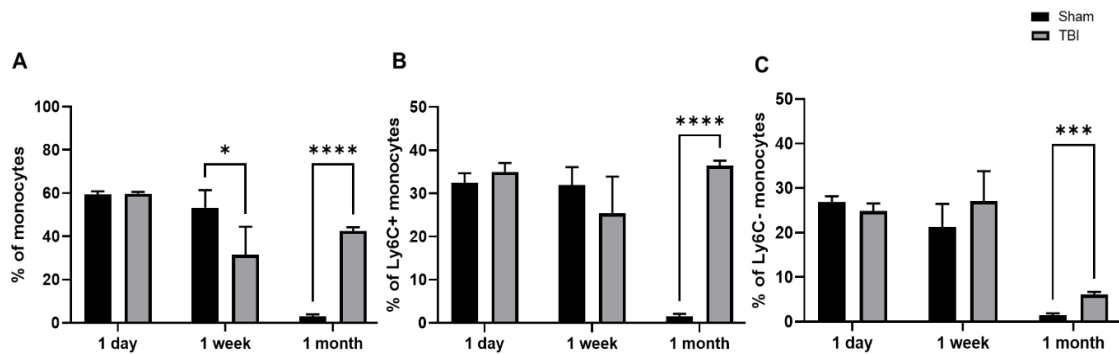 Sham
TBI
A
% of monocytes
100
80
60
40
20
0
*
****
1 day
1 week
1 month
B
% of Ly6C+ monocytes
50
40
30
20
10
0
****
1 day
1 week
1 month
C
% of Ly6C- monocytes
50
40
30
20
10
0
***
1 day
1 week
1 month